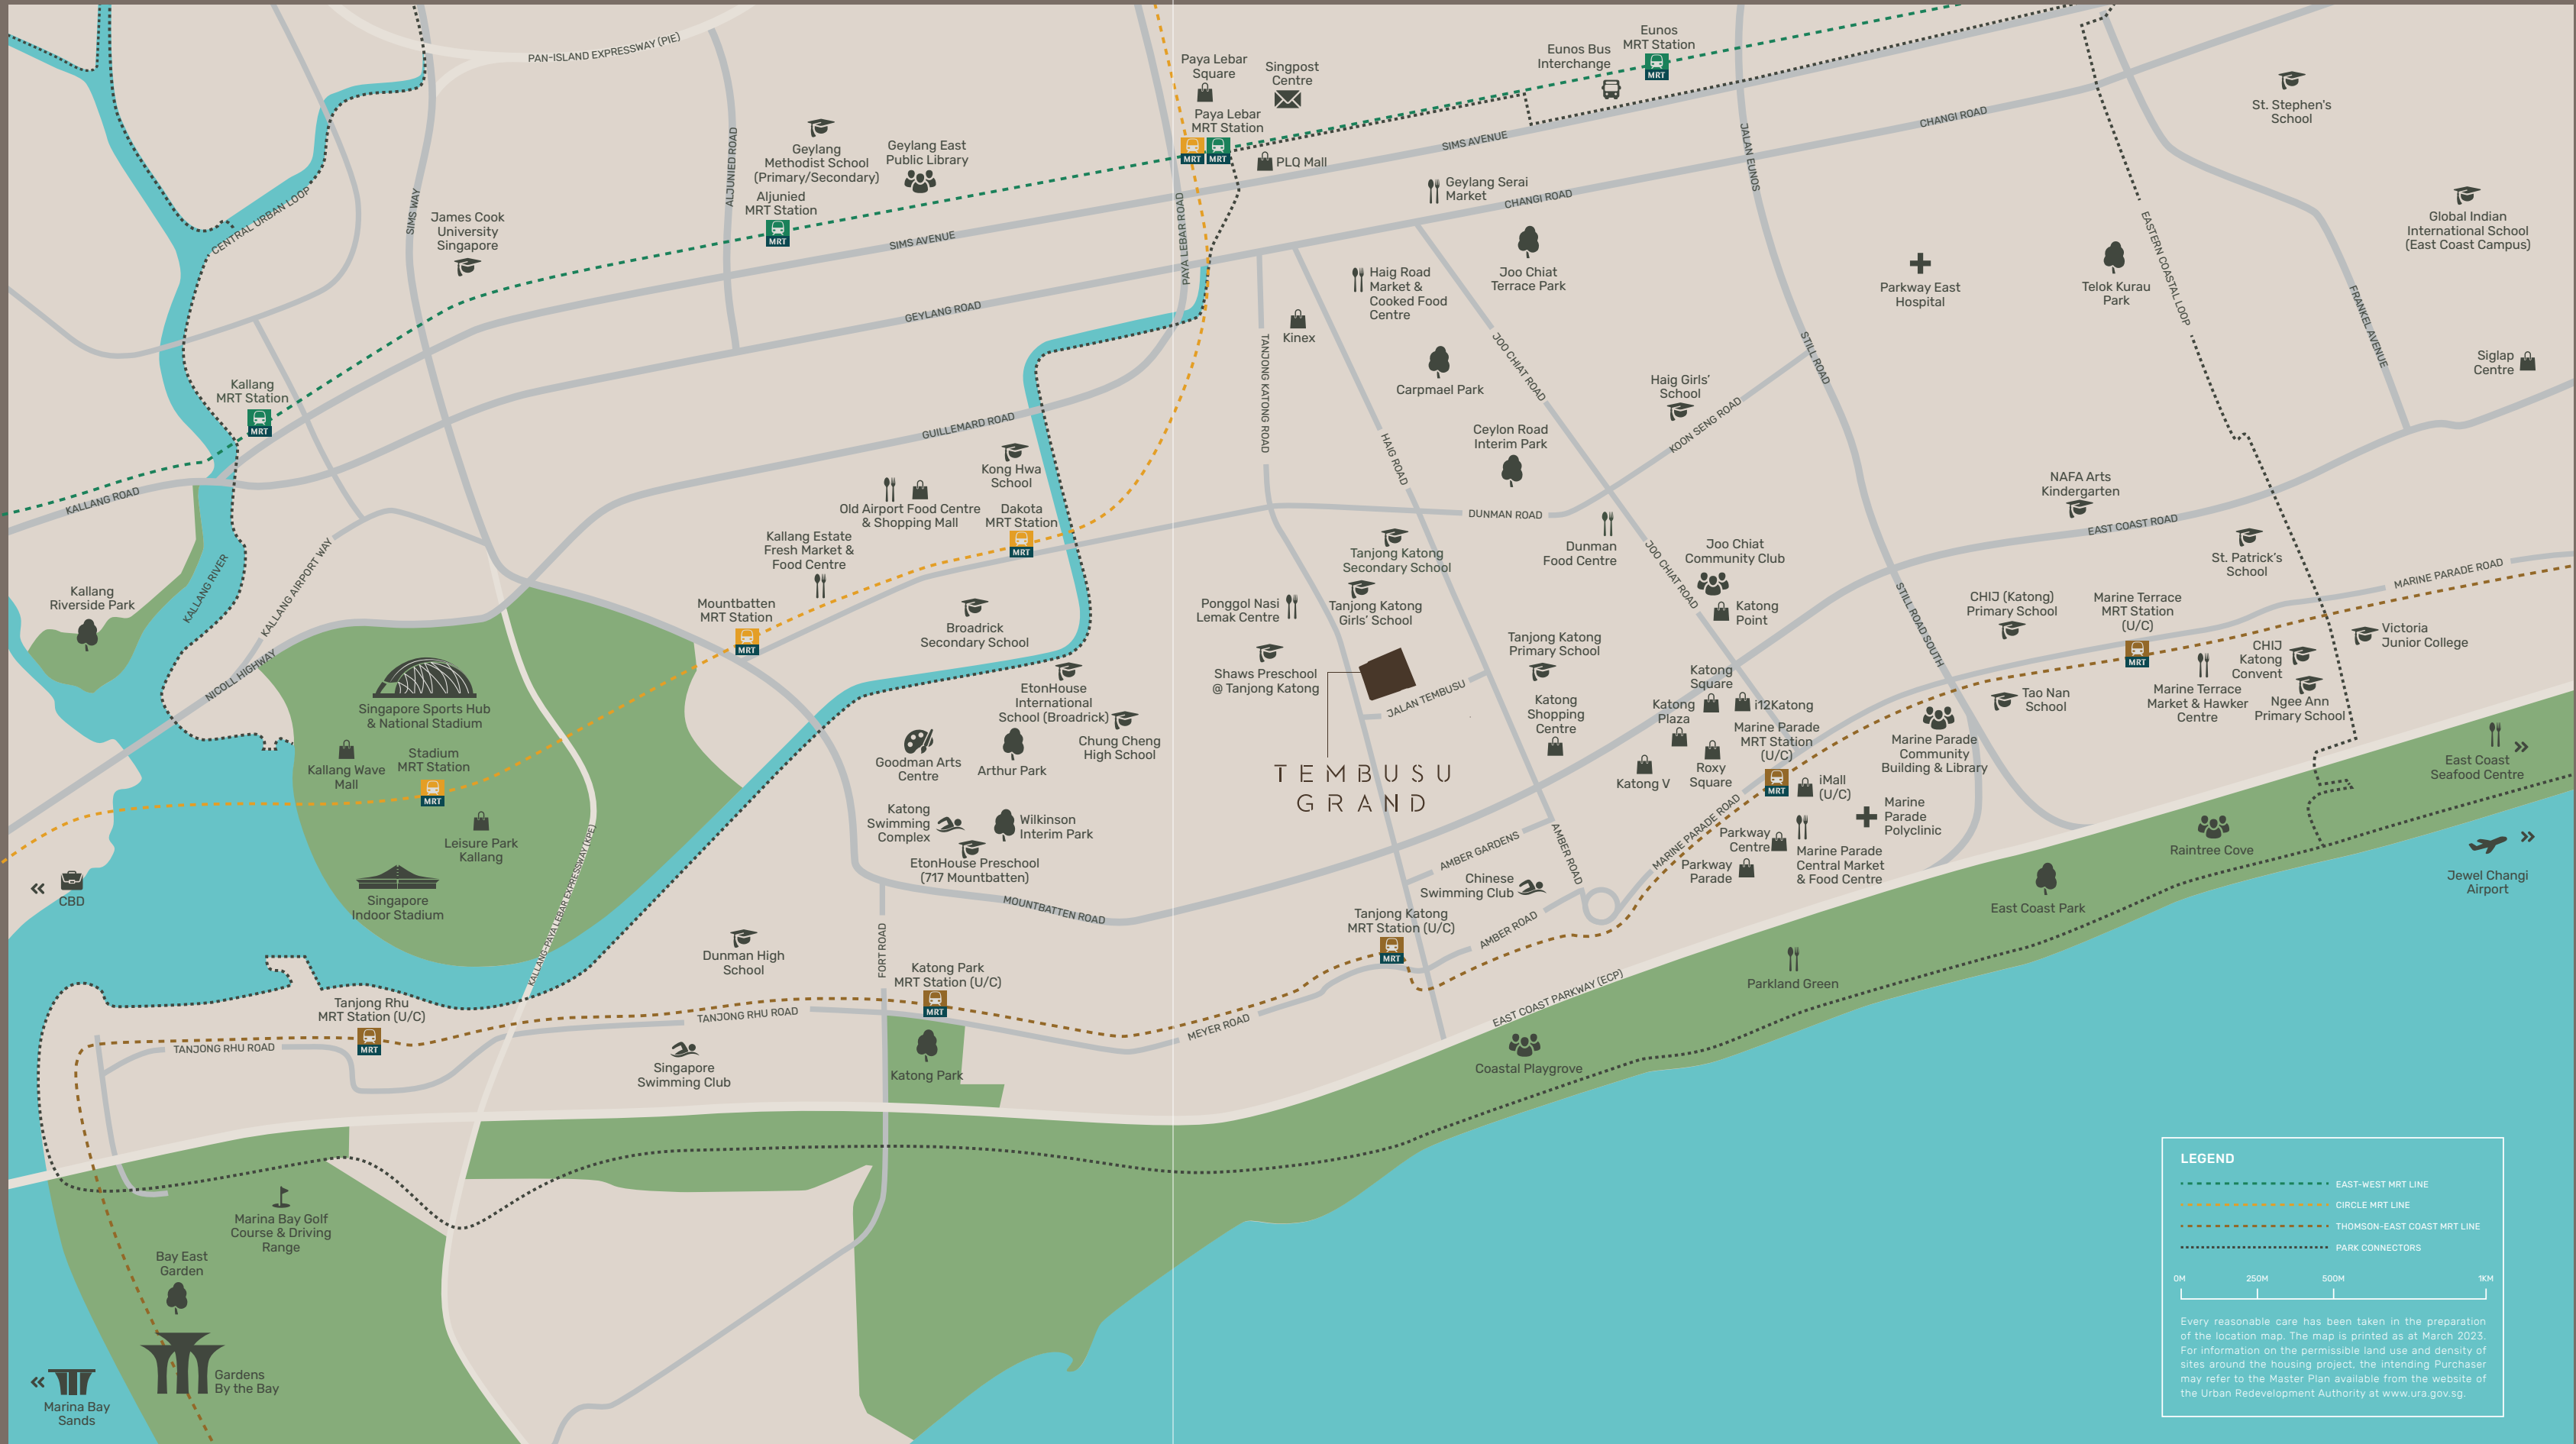 PAN-ISLAND EXPRESSWAY (PIE)
Paya Lebar
Square
Singpost
Centre
Eunos Bus
Interchange
Eunos
MRT Station
MRT
St. Stephen's
School
Paya Lebar
MRT Station
MRT
MRT
PLQ Mall
SIMS AVENUE
CHANGI ROAD
JALAN EUNOS
ALJUNIED ROAD
Geylang
Methodist School
(Primary/Secondary)
Geylang East
Public Library
Aljunied
MRT Station
MRT
CENTRAL URBAN LOOP
SIMS WAY
James Cook
University
Singapore
SIMS AVENUE
PAYA LEBAR ROAD
Geylang Serai
Market
CHANGI ROAD
Global Indian
International School
(East Coast Campus)
EASTERN COASTAL LOOP
Haig Road
Market &
Cooked Food
Centre
Joo Chiat
Terrace Park
Parkway East
Hospital
Telok Kurau
Park
FRANKEL AVENUE
GEYLANG ROAD
Kinex
TANJONG KATONG ROAD
JOO CHIAT ROAD
STILL ROAD
Siglap
Centre
Kallang
MRT Station
MRT
Carpmael Park
Haig Girls'
School
KOON SENG ROAD
GUILLEMARD ROAD
Ceylon Road
Interim Park
HAIG ROAD
Kong Hwa
School
KALLANG ROAD
Old Airport Food Centre
& Shopping Mall
Dakota
MRT Station
MRT
DUNMAN ROAD
NAFA Arts
Kindergarten
EAST COAST ROAD
Kallang Estate
Fresh Market &
Food Centre
Tanjong Katong
Secondary School
Dunman
Food Centre
Joo Chiat
Community Club
JOO CHIAT ROAD
St. Patrick's
School
MARINE PARADE ROAD
KALLANG RIVER
KALLANG AIRPORT WAY
Kallang
Riverside Park
Mountbatten
MRT Station
MRT
Broadrick
Secondary School
Ponggol Nasi
Lemak Centre
Tanjong Katong
Girls' School
Katong
Point
STILL ROAD SOUTH
CHIJ (Katong)
Primary School
Marine Terrace
MRT Station
(U/C)
MRT
Victoria
Junior College
NICOLL HIGHWAY
Singapore Sports Hub
& National Stadium
EtonHouse
International
School (Broadrick)
Shaws Preschool
@ Tanjong Katong
JALAN TEMBUSU
Tanjong Katong
Primary School
Katong
Square
CHIJ
Katong
Convent
Katong
Shopping
Centre
Katong
Plaza
i12Katong
Tao Nan
School
Marine Terrace
Market & Hawker
Centre
Ngee Ann
Primary School
Kallang Wave
Mall
Stadium
MRT Station
MRT
Goodman Arts
Centre
Arthur Park
Chung Cheng
High School
Marine Parade
MRT Station
(U/C)
MRT
Marine Parade
Community
Building & Library
East Coast
Seafood Centre
TEMBUSU
GRAND
Katong V
Roxy
Square
iMall
(U/C)
Leisure Park
Kallang
KALLANG-PAYA LEBAR EXPRESSWAY (KPE)
Katong
Swimming
Complex
Wilkinson
Interim Park
EtonHouse Preschool
(717 Mountbatten)
AMBER GARDENS
AMBER ROAD
MARINE PARADE ROAD
Marine
Parade
Polyclinic
Parkway
Centre
Parkway
Parade
Marine Parade
Central Market
& Food Centre
Raintree Cove
Jewel Changi
Airport
CBD
Singapore
Indoor Stadium
MOUNTBATTEN ROAD
Chinese
Swimming Club
East Coast Park
Tanjong Katong
MRT Station (U/C)
MRT
AMBER ROAD
Dunman High
School
FORT ROAD
Katong Park
MRT Station (U/C)
MRT
Parkland Green
EAST COAST PARKWAY (ECP)
Tanjong Rhu
MRT Station (U/C)
MRT
TANJONG RHU ROAD
MEYER ROAD
TANJONG RHU ROAD
Singapore
Swimming Club
Katong Park
Coastal Playgrove
Marina Bay Golf
Course & Driving
Range
Bay East
Garden
Gardens
By the Bay
Marina Bay
Sands
LEGEND
EAST-WEST MRT LINE
CIRCLE MRT LINE
THOMSON-EAST COAST MRT LINE
PARK CONNECTORS
0M 250M 500M 1KM
Every reasonable care has been taken in the preparation
of the location map. The map is printed as at March 2023.
For information on the permissible land use and density of
sites around the housing project, the intending Purchaser
may refer to the Master Plan available from the website of
the Urban Redevelopment Authority at www.ura.gov.sg.